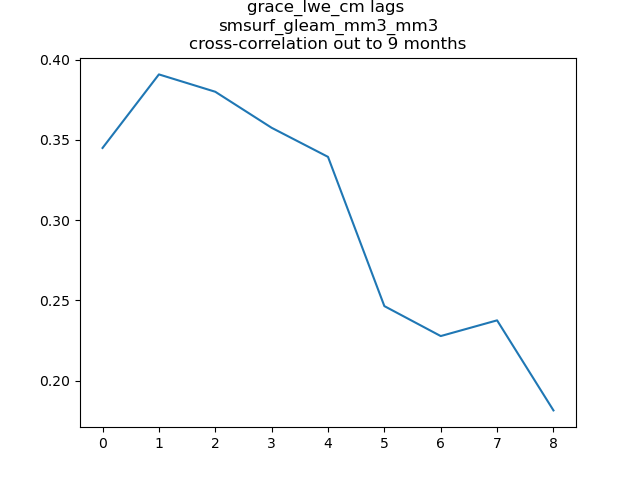 grace_lwe_cm lags
smsurf_gleam_mm3_mm3
cross-correlation out to 9 months
0.40
0.35
0.30
0.25
0.20
0 1 2 3 4 5 6 7 8